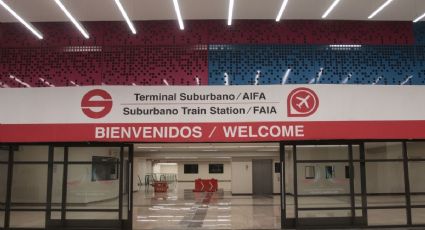 Terminal Suburbano/AIFA
Suburbano Train Station/FAIA
BIENVENIDOS / WELCOME